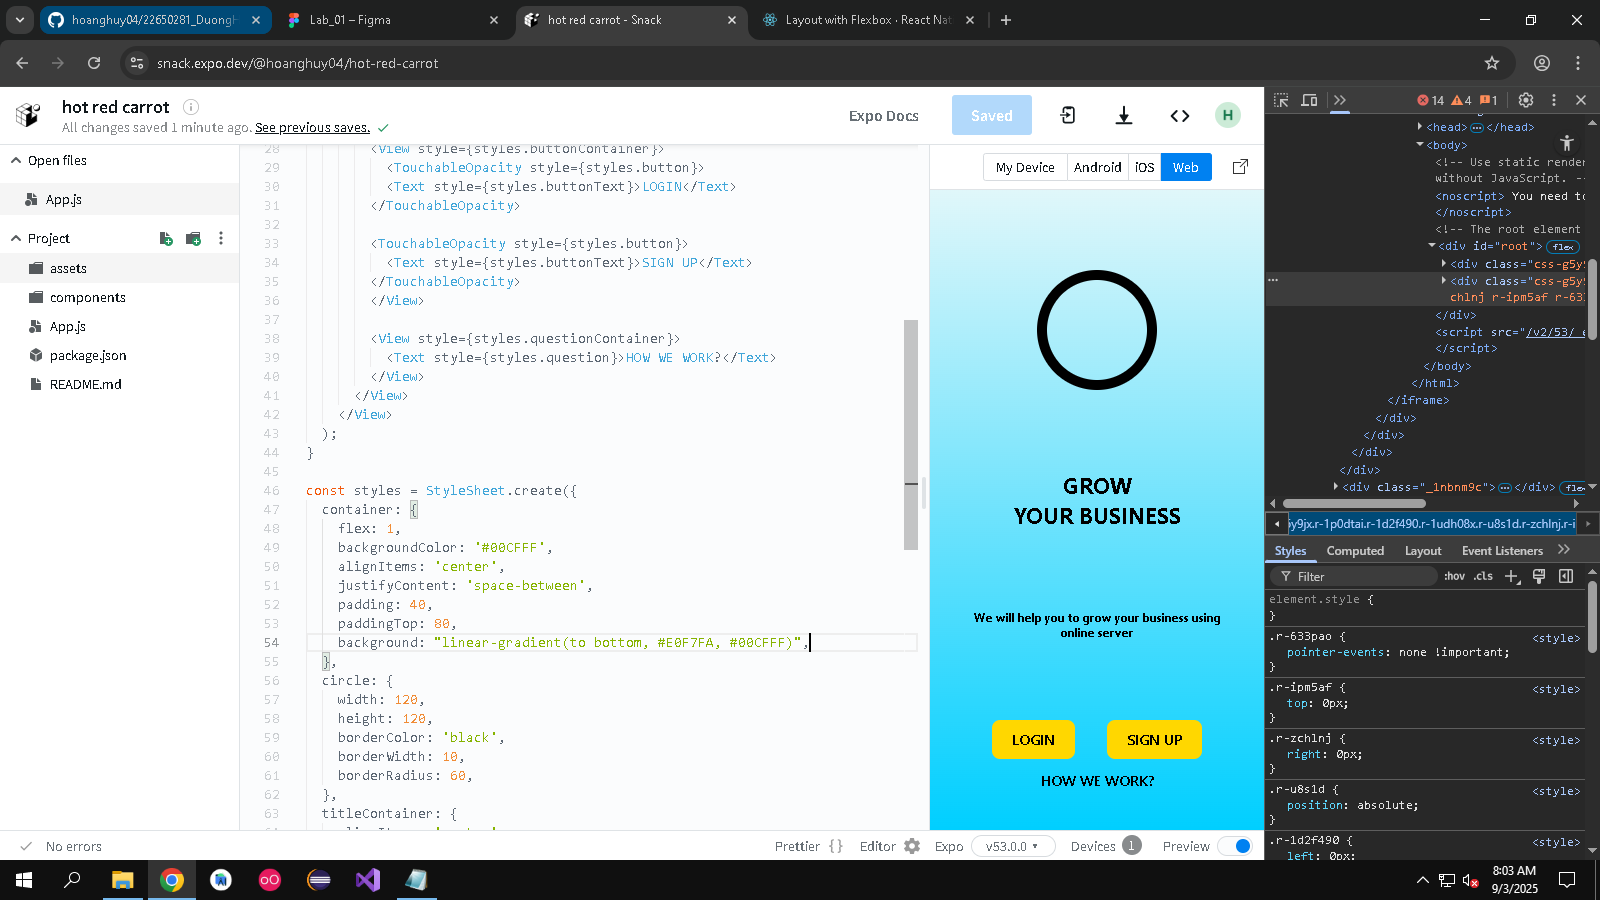 hoanghuy04/22650281_DuongH
Lab_01 – Figma
hot red carrot - Snack
Layout with Flexbox · React Nat
snack.expo.dev/@hoanghuy04/hot-red-carrot
hot red carrot
All changes saved 1 minute ago. See previous saves.
Expo Docs
Saved
H
Open files
App.js
Project
assets
components
App.js
package.json
README.md
28 <View style={styles.buttonContainer}>
29 <TouchableOpacity style={styles.button}>
30 <Text style={styles.buttonText}>LOGIN</Text>
31 </TouchableOpacity>
32
33 <TouchableOpacity style={styles.button}>
34 <Text style={styles.buttonText}>SIGN UP</Text>
35 </TouchableOpacity>
36 </View>
37
38 <View style={styles.questionContainer}>
39 <Text style={styles.question}>HOW WE WORK?</Text>
40 </View>
41 </View>
42 </View>
43 );
44 }
45
46 const styles = StyleSheet.create({
47 container: {
48 flex: 1,
49 backgroundColor: '#00CFFF',
50 alignItems: 'center',
51 justifyContent: 'space-between',
52 padding: 40,
53 paddingTop: 80,
54 background: "linear-gradient(to bottom, #E0F7FA, #00CFFF)",
55 },
56 circle: {
57 width: 120,
58 height: 120,
59 borderColor: 'black',
60 borderWidth: 10,
61 borderRadius: 60,
62 },
63 titleContainer: {
My Device
Android
iOS
Web
GROW
YOUR BUSINESS
We will help you to grow your business using
online server
LOGIN
SIGN UP
HOW WE WORK?
14
4
1
<head></head>
<body>
<!-- Use static render
without JavaScript. --
<noscript> You need to
</noscript>
<!-- The root element
<div id="root"> flex
<div class="css-g5y9
<div class="css-g5y9
chlnj r-ipm5af r-633
</div>
<script src="/v2/53/_e
</script>
</body>
</html>
</iframe>
</div>
</div>
</div>
</div>
<div class="_1nbnm9c"></div> fle
5y9jx.r-1p0dtai.r-1d2f490.r-1udh08x.r-u8s1d.r-zchlnj.r-i
Styles
Computed
Layout
Event Listeners
Filter
:hov
.cls
element.style {
}
.r-633pao { <style>
pointer-events: none !important;
}
.r-ipm5af { <style>
top: 0px;
}
.r-zchlnj { <style>
right: 0px;
}
.r-u8s1d { <style>
position: absolute;
}
.r-1d2f490 { <style>
left: 0px;
No errors
Prettier { }
Editor
Expo
v53.0.0
Devices 1
Preview
8:03 AM
9/3/2025